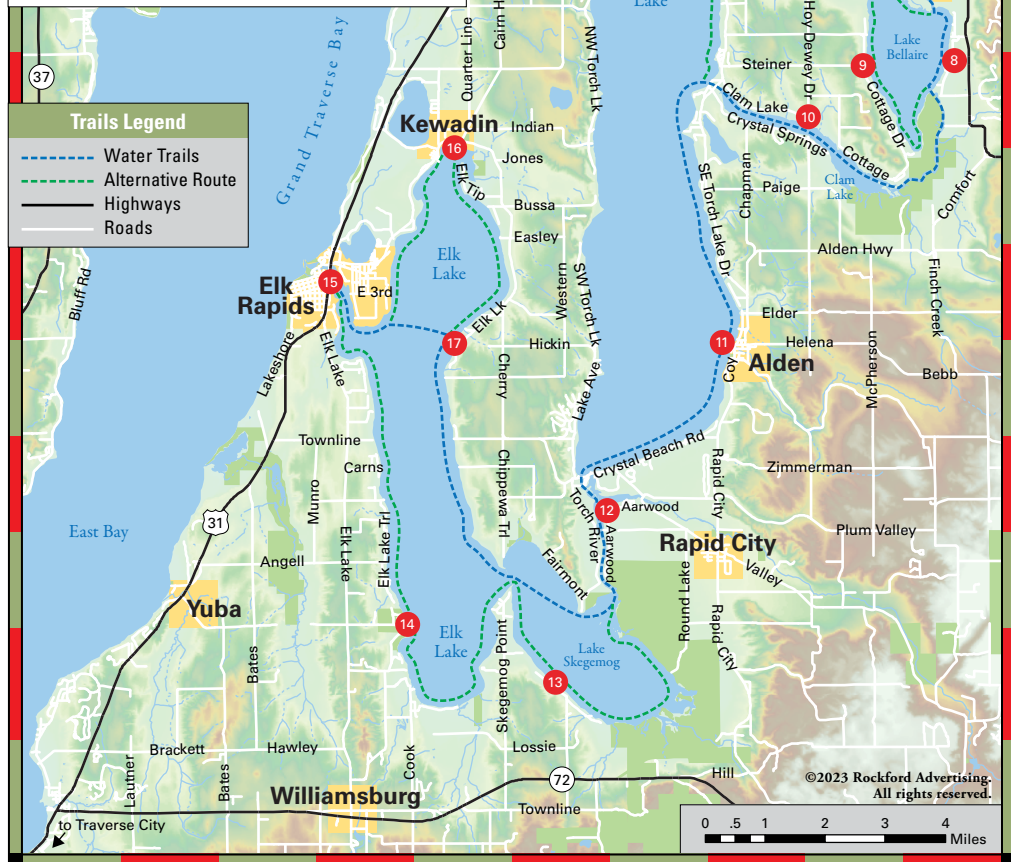 Lake
37
Trails Legend
Water Trails
Alternative Route
Highways
Roads
Grand Traverse Bay
Quarter Line
Cairn H
NW Torch Lk
Hoy Dewey Dr
Steiner
9
Lake
Bellaire
8
Cottage Dr
Clam Lake
10
Crystal Springs
Cottage
Clam
Lake
Comfort
Kewadin
16
Indian
Jones
Elk Tip
Bussa
Easley
SE Torch Lake Dr
Chapman
Paige
Alden Hwy
Finch Creek
Bluff Rd
Elk
Rapids
15
E 3rd
Elk
Lake
Western
SW Torch Lk
Elk Lk
17
Hickin
Elder
11
Helena
Alden
Coy
McPherson
Bebb
Lakeshore
Elk Lake
Cherry
Lake Ave
Townline
Carns
Munro
Elk Lake
Elk Lake Trl
Chippewa Trl
Crystal Beach Rd
Rapid City
Zimmerman
31
East Bay
Angell
Torch River
12
Aarwood
Aarwood
Plum Valley
Rapid City
Valley
Fairmont
Round Lake
Rapid City
Yuba
14
Elk
Lake
Bates
Skegemog Point
Lake
Skegemog
13
Brackett
Hawley
Lautner
Bates
Cook
Lossie
72
Hill
Williamsburg
Townline
to Traverse City
©2023 Rockford Advertising.
All rights reserved.
0 .5 1 2 3 4
Miles